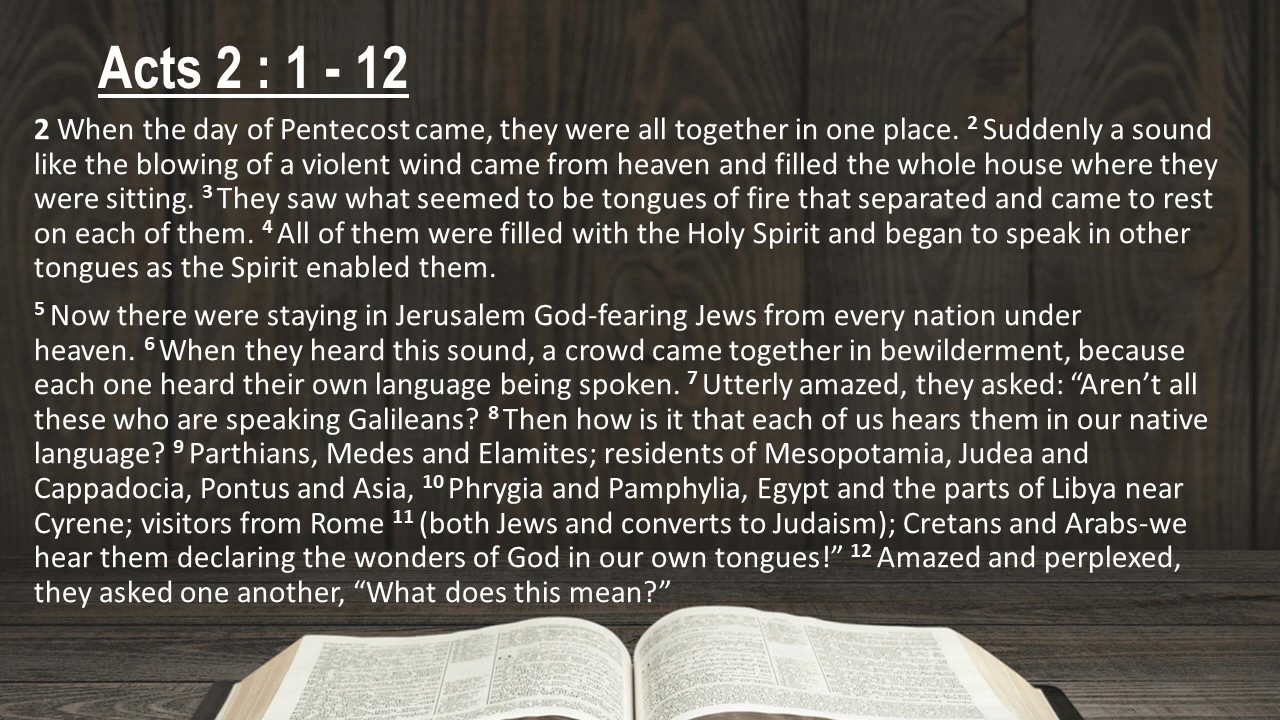 Acts 2 : 1 - 12
2 When the day of Pentecost came, they were all together in one place. 2 Suddenly a sound
like the blowing of a violent wind came from heaven and filled the whole house where they
were sitting. 3 They saw what seemed to be tongues of fire that separated and came to rest
on each of them. 4 All of them were filled with the Holy Spirit and began to speak in other
tongues as the Spirit enabled them.
5 Now there were staying in Jerusalem God-fearing Jews from every nation under
heaven. 6 When they heard this sound, a crowd came together in bewilderment, because
each one heard their own language being spoken. 7 Utterly amazed, they asked: “Aren’t all
these who are speaking Galileans? 8 Then how is it that each of us hears them in our native
language? 9 Parthians, Medes and Elamites; residents of Mesopotamia, Judea and
Cappadocia, Pontus and Asia, 10 Phrygia and Pamphylia, Egypt and the parts of Libya near
Cyrene; visitors from Rome 11 (both Jews and converts to Judaism); Cretans and Arabs-we
hear them declaring the wonders of God in our own tongues!” 12 Amazed and perplexed,
they asked one another, “What does this mean?”